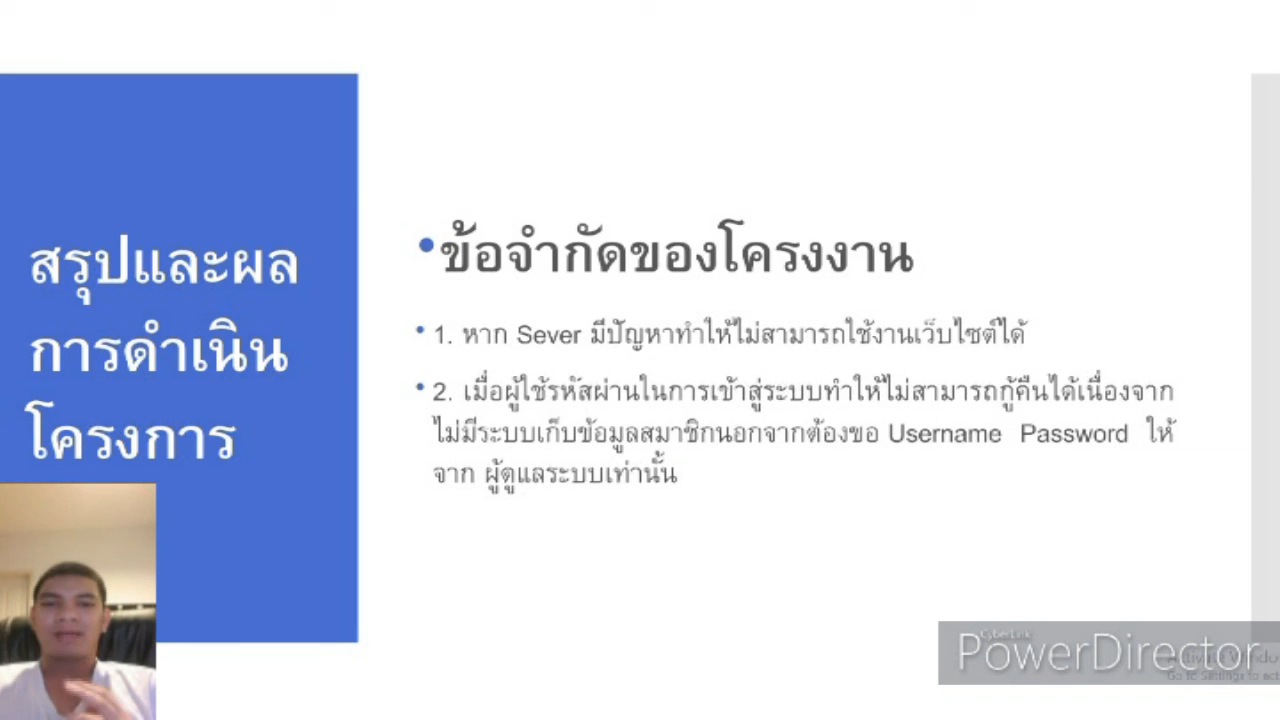 สรุปและผล
การดำเนิน
โครงการ
•ข้อจำกัดของโครงงาน
• 1. หาก Sever มีปัญหาทำให้ไม่สามารถใช้งานเว็บไซต์ได้
• 2. เมื่อผู้ใช้รหัสผ่านในการเข้าสู่ระบบทำให้ไม่สามารถกู้คืนได้เนื่องจาก
ไม่มีระบบเก็บข้อมูลสมาชิกนอกจากต้องขอ Username Password ให้
จาก ผู้ดูแลระบบเท่านั้น
CyberLink
PowerDirector
Activate Windo
Go to Settings to act